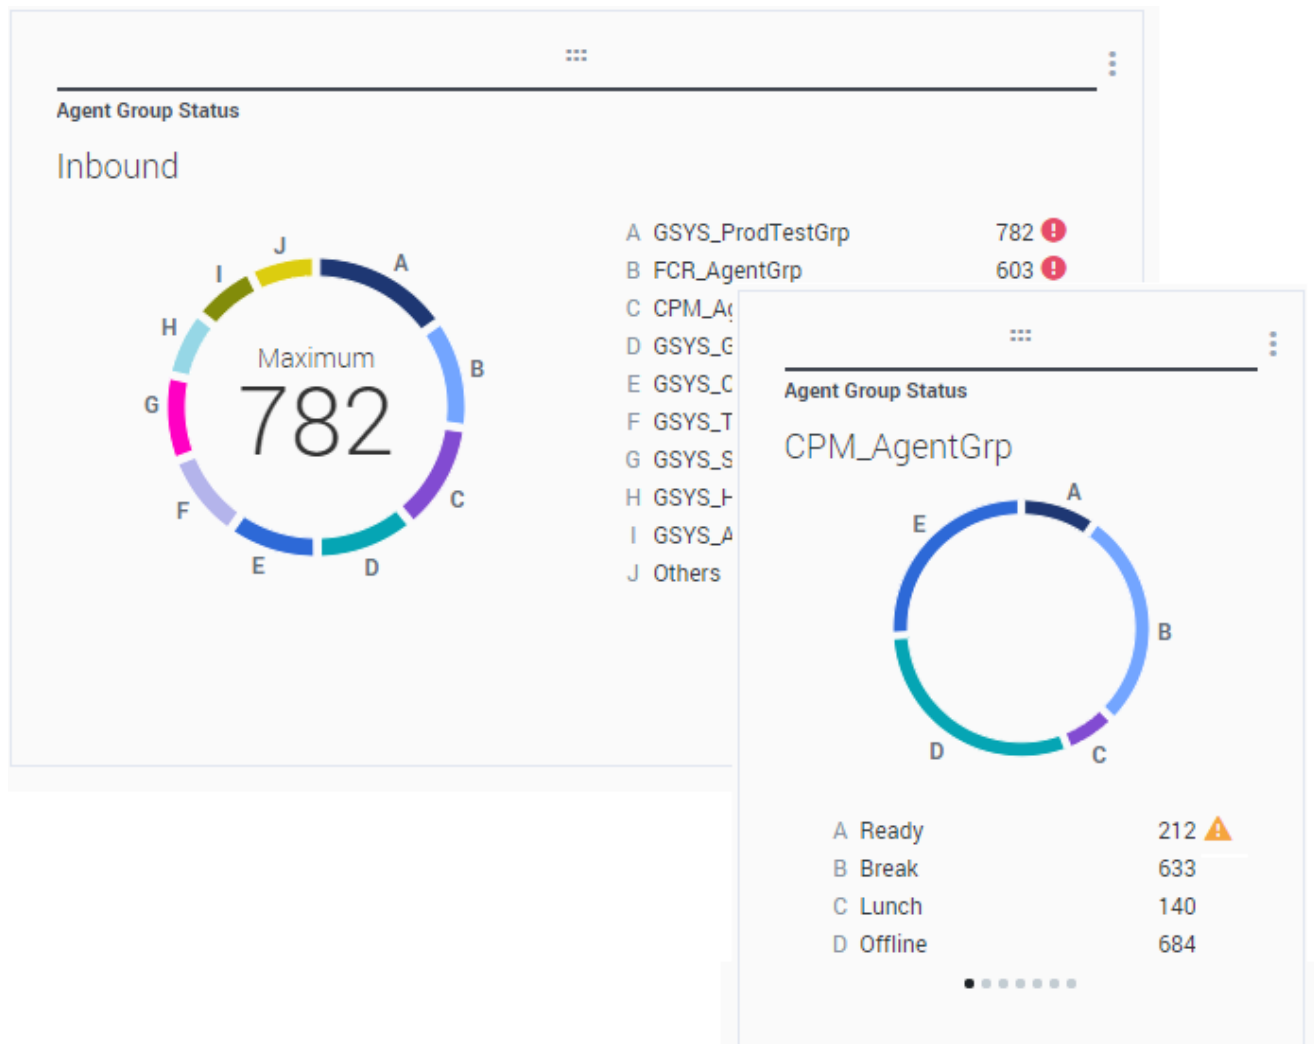 Agent Group Status
Inbound
J
A
I
H
B
G
C
F
E
D
Maximum
782
A GSYS_ProdTestGrp 782
B FCR_AgentGrp 603
C CPM_A
D GSYS_G
E GSYS_C
F GSYS_T
G GSYS_S
H GSYS_H
I GSYS_A
J Others
Agent Group Status
CPM_AgentGrp
A
E
B
D
C
A Ready 212
B Break 633
C Lunch 140
D Offline 684